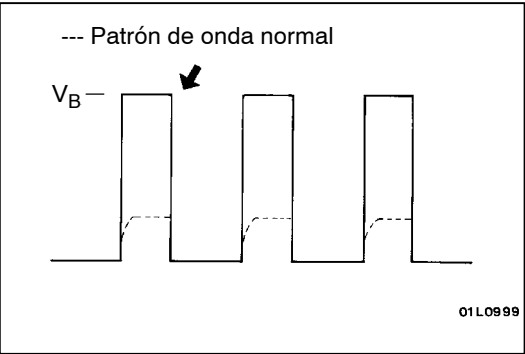 --- Patrón de onda normal
VB
01L0999